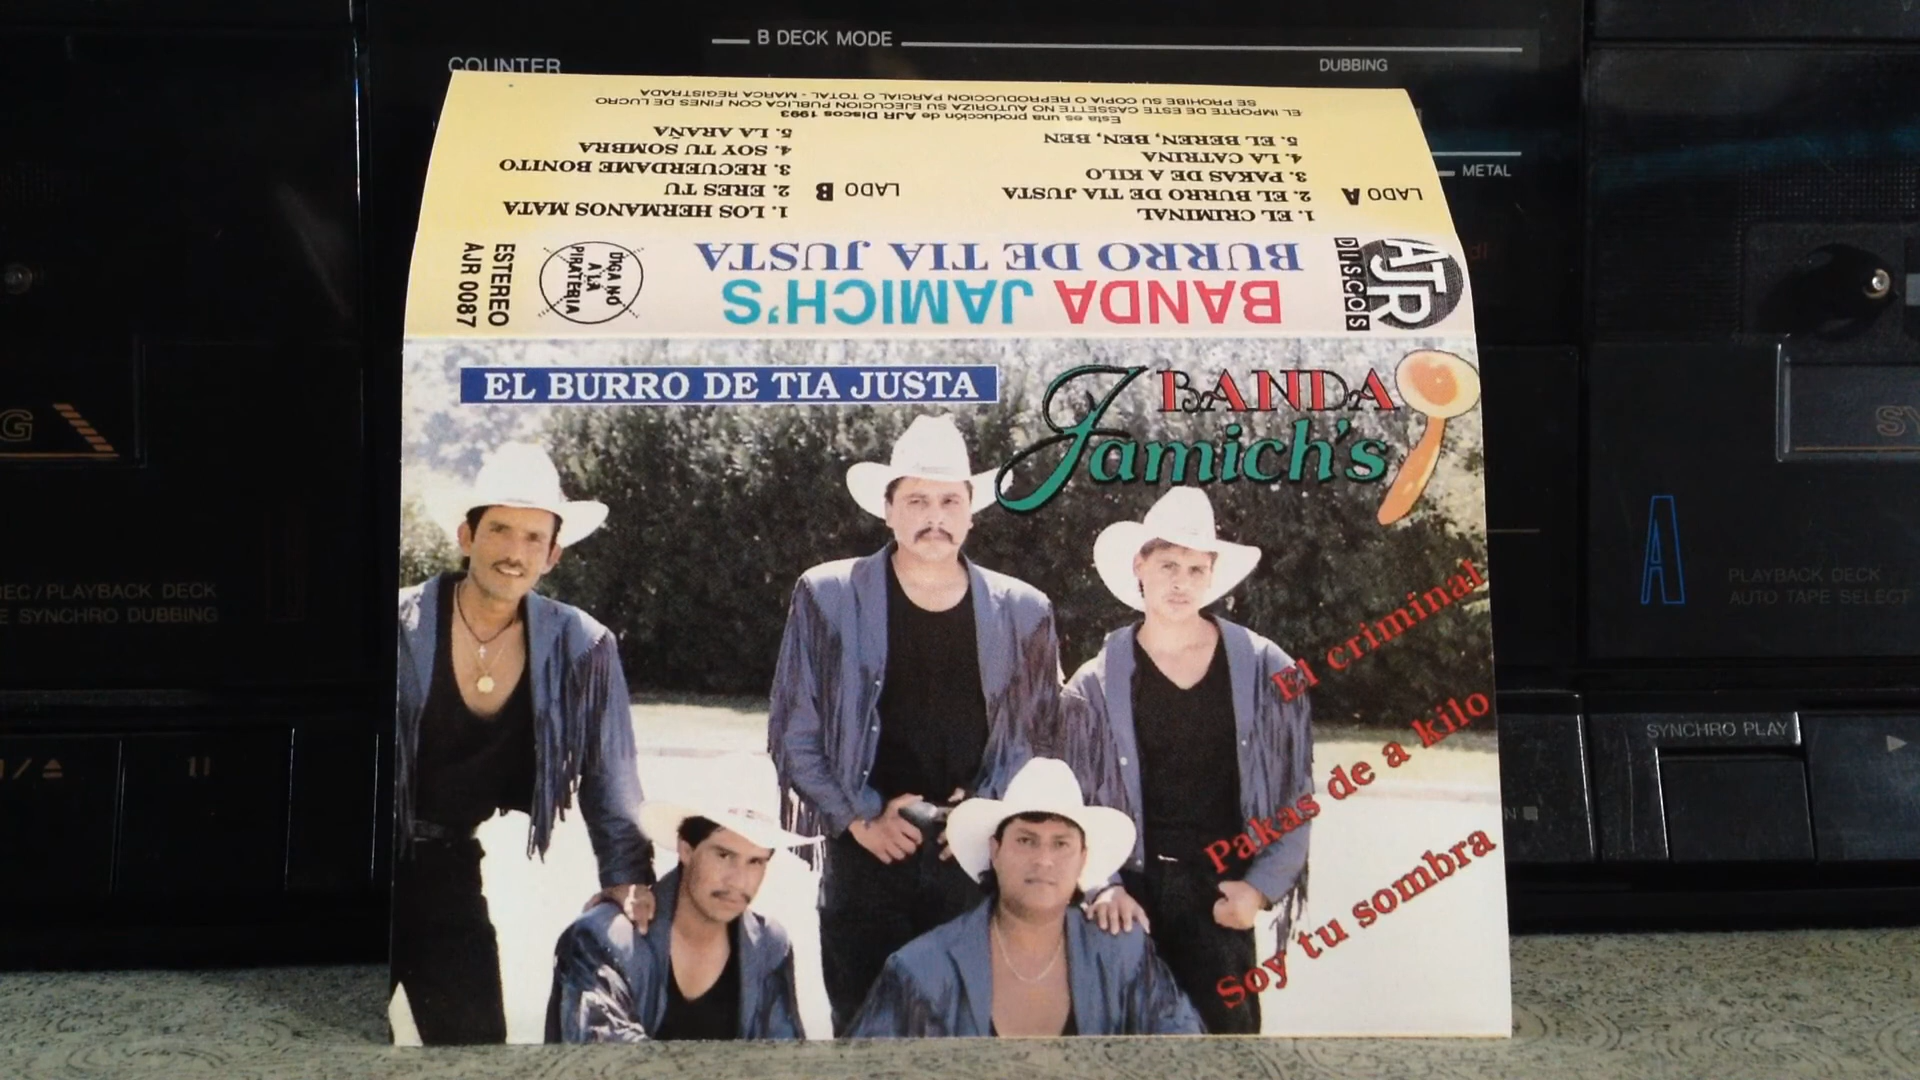 B DECK MODE
COUNTER
DUBBING
METAL
SE PROHIBE SU COPIA O REPRODUCCION PARCIAL O TOTAL - MARCA REGISTRADA
EL IMPORTE DE ESTE CASSETTE NO AUTORIZA SU EJECUCION PUBLICA CON FINES DE LUCRO
Esta es una producción de AJR Discos 1993
LADO A
1. EL CRIMINAL
2. EL BURRO DE TIA JUSTA
3. PAKAS DE A KILO
4. LA CATRINA
5. EL BEREN, BEN, BEN
LADO B
1. LOS HERMANOS MATA
2. ERES TU
3. RECUERDAME BONITO
4. SOY TU SOMBRA
5. LA ARAÑA
AJR
DISCOS
BANDA JAMICH'S
BURRO DE TIA JUSTA
DIGA NO
A LA
PIRATERIA
ESTEREO
AJR 0087
EL BURRO DE TIA JUSTA
BANDA
Jamich's
El criminal
Pakas de a kilo
Soy tu sombra
REC/PLAYBACK DECK
SYNCHRO DUBBING
A
PLAYBACK DECK
AUTO TAPE SELECT
SYNCHRO PLAY